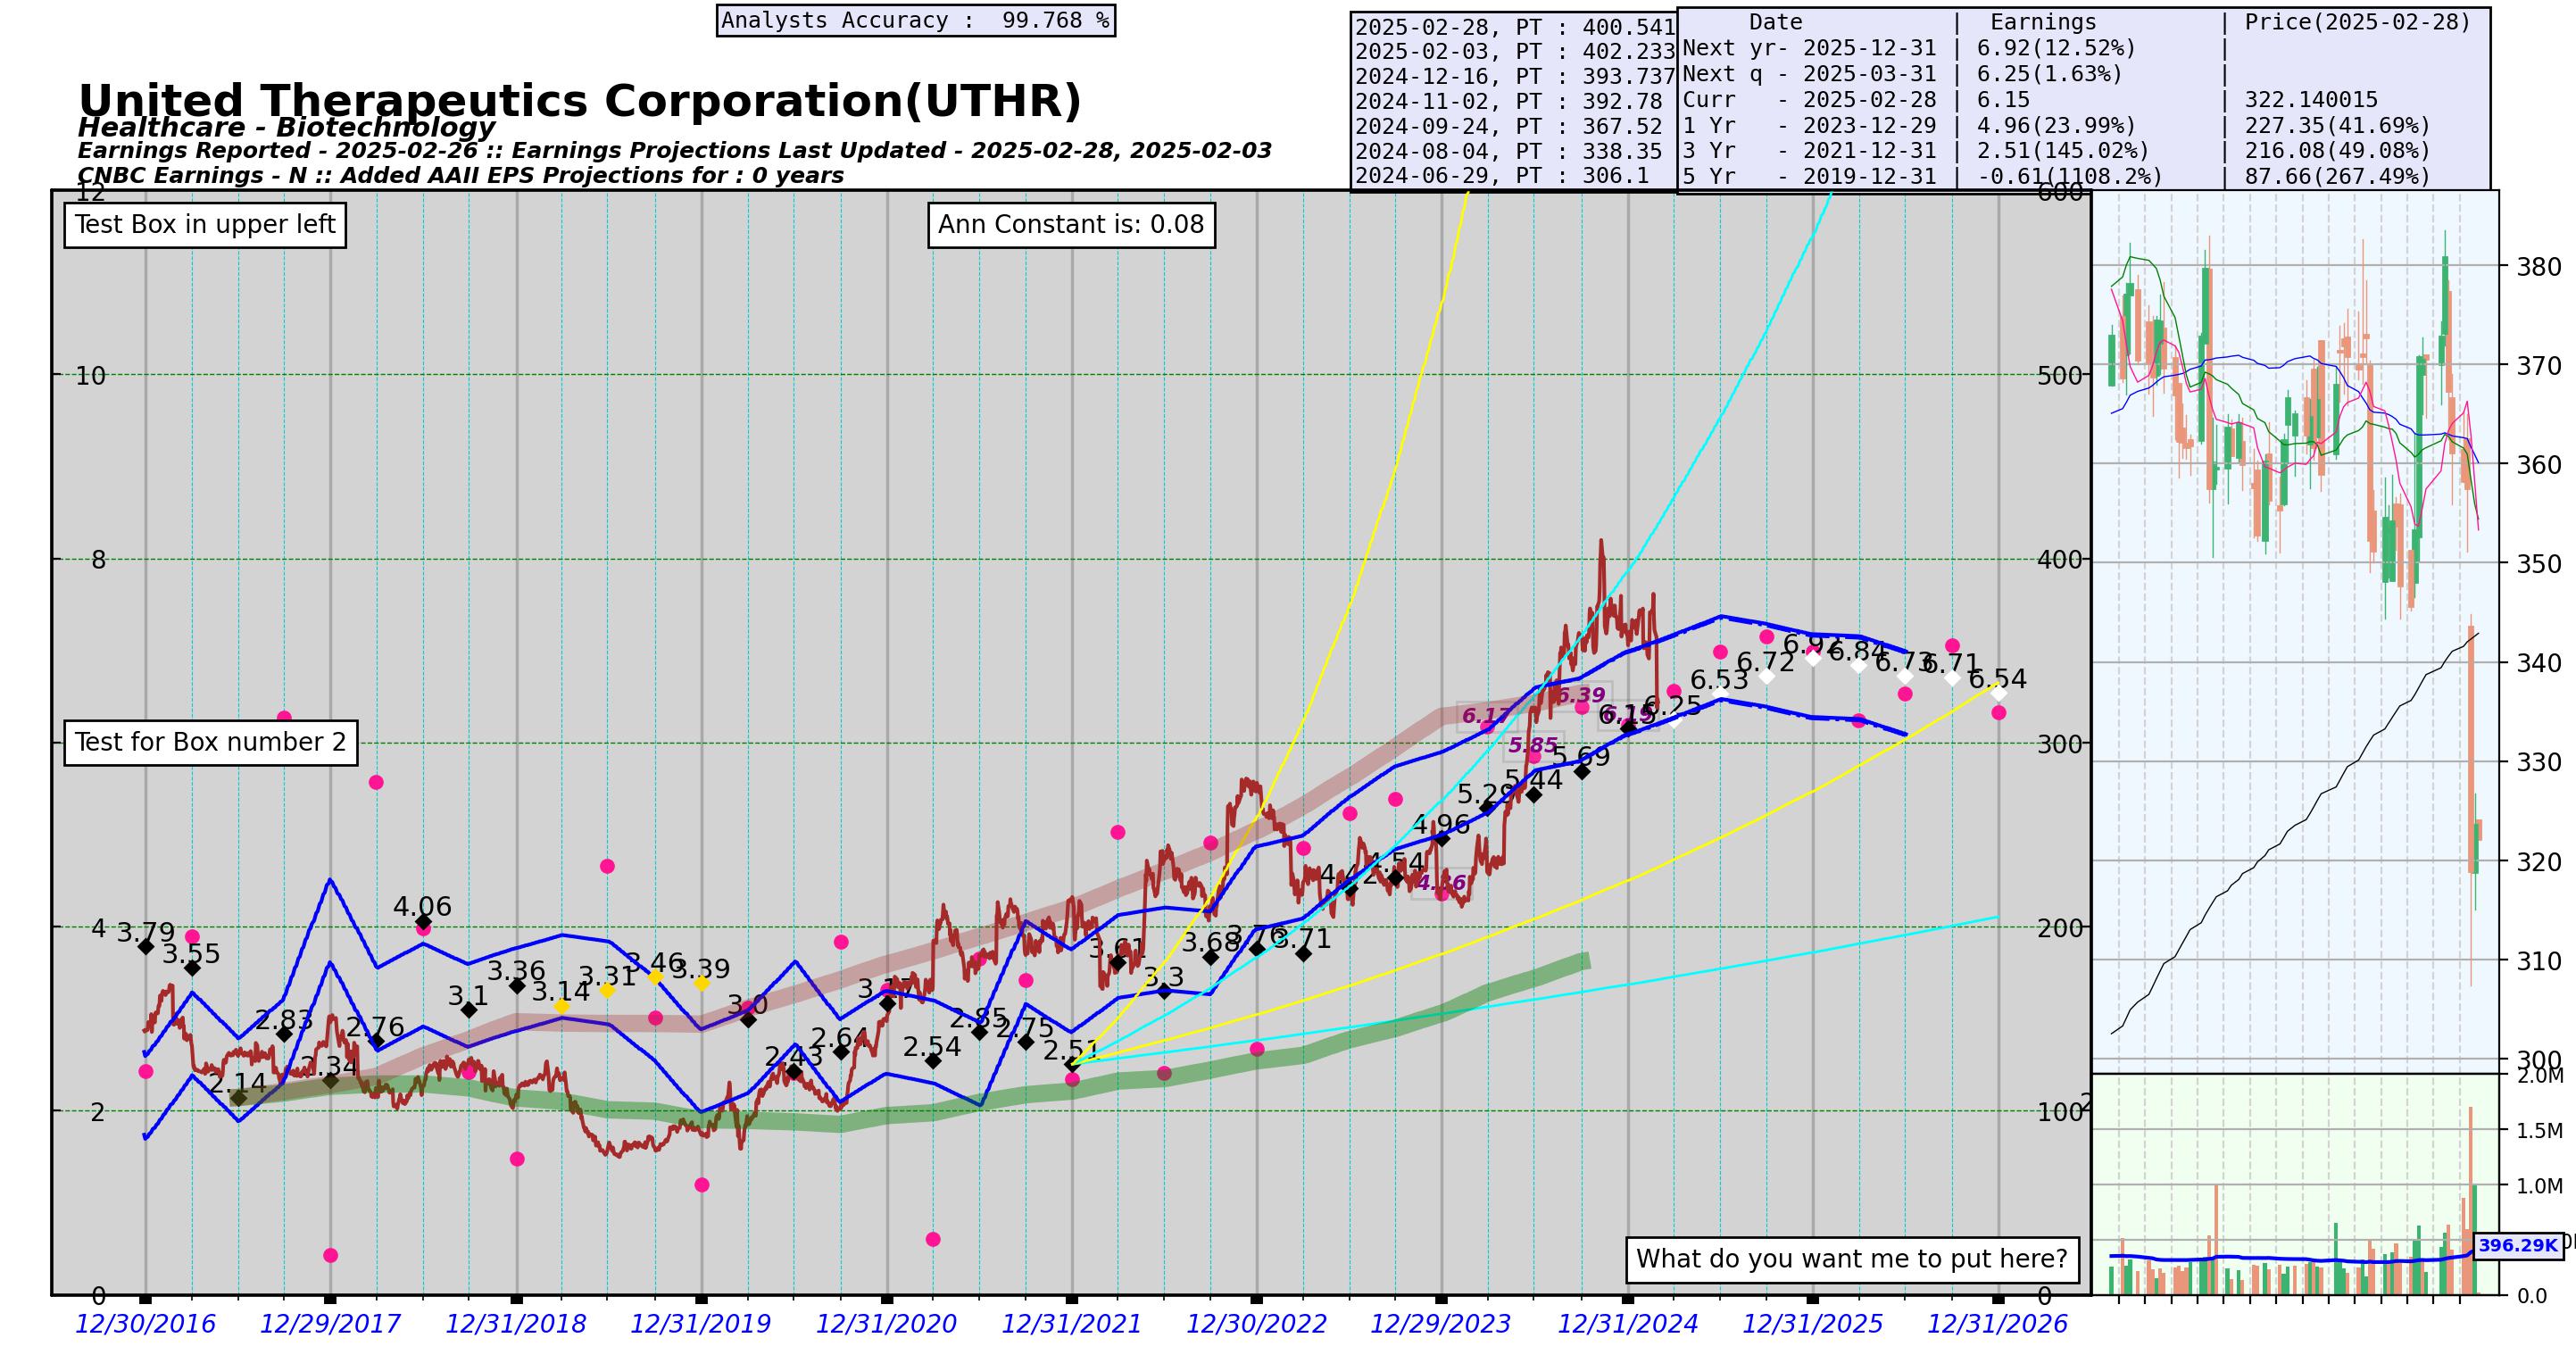 Analysts Accuracy :  99.768 %
2025-02-28, PT : 400.541
2025-02-03, PT : 402.233
2024-12-16, PT : 393.737
2024-11-02, PT : 392.78
2024-09-24, PT : 367.52
2024-08-04, PT : 338.35
2024-06-29, PT : 306.1
Date | Earnings | Price(2025-02-28)
Next yr- 2025-12-31 | 6.92(12.52%) |
Next q - 2025-03-31 | 6.25(1.63%) |
Curr - 2025-02-28 | 6.15 | 322.140015
1 Yr - 2023-12-29 | 4.96(23.99%) | 227.35(41.69%)
3 Yr - 2021-12-31 | 2.51(145.02%) | 216.08(49.08%)
5 Yr - 2019-12-31 | -0.61(1108.2%) | 87.66(267.49%)
United Therapeutics Corporation(UTHR)
Healthcare - Biotechnology
Earnings Reported - 2025-02-26 :: Earnings Projections Last Updated - 2025-02-28, 2025-02-03
CNBC Earnings - N :: Added AAII EPS Projections for : 0 years
Test Box in upper left
Ann Constant is: 0.08
Test for Box number 2
What do you want me to put here?
12
10
8
4
2
0
600
500
400
300
200
100
0
3.79
3.55
2.14
2.83
2.34
2.76
4.06
3.1
3.36
3.14
3.31
3.46
3.39
3.0
2.43
2.64
3.17
2.54
2.85
2.75
2.51
3.61
3.3
3.68
3.76
3.71
4.42
4.54
4.96
4.36
5.29
6.17
5.44
5.85
5.69
6.39
6.15
6.25
6.53
6.72
6.92
6.84
6.73
6.71
6.54
12/30/2016
12/29/2017
12/31/2018
12/31/2019
12/31/2020
12/31/2021
12/30/2022
12/29/2023
12/31/2024
12/31/2025
12/31/2026
380
370
360
350
340
330
320
310
300
2.0M
1.5M
1.0M
396.29K
0.0